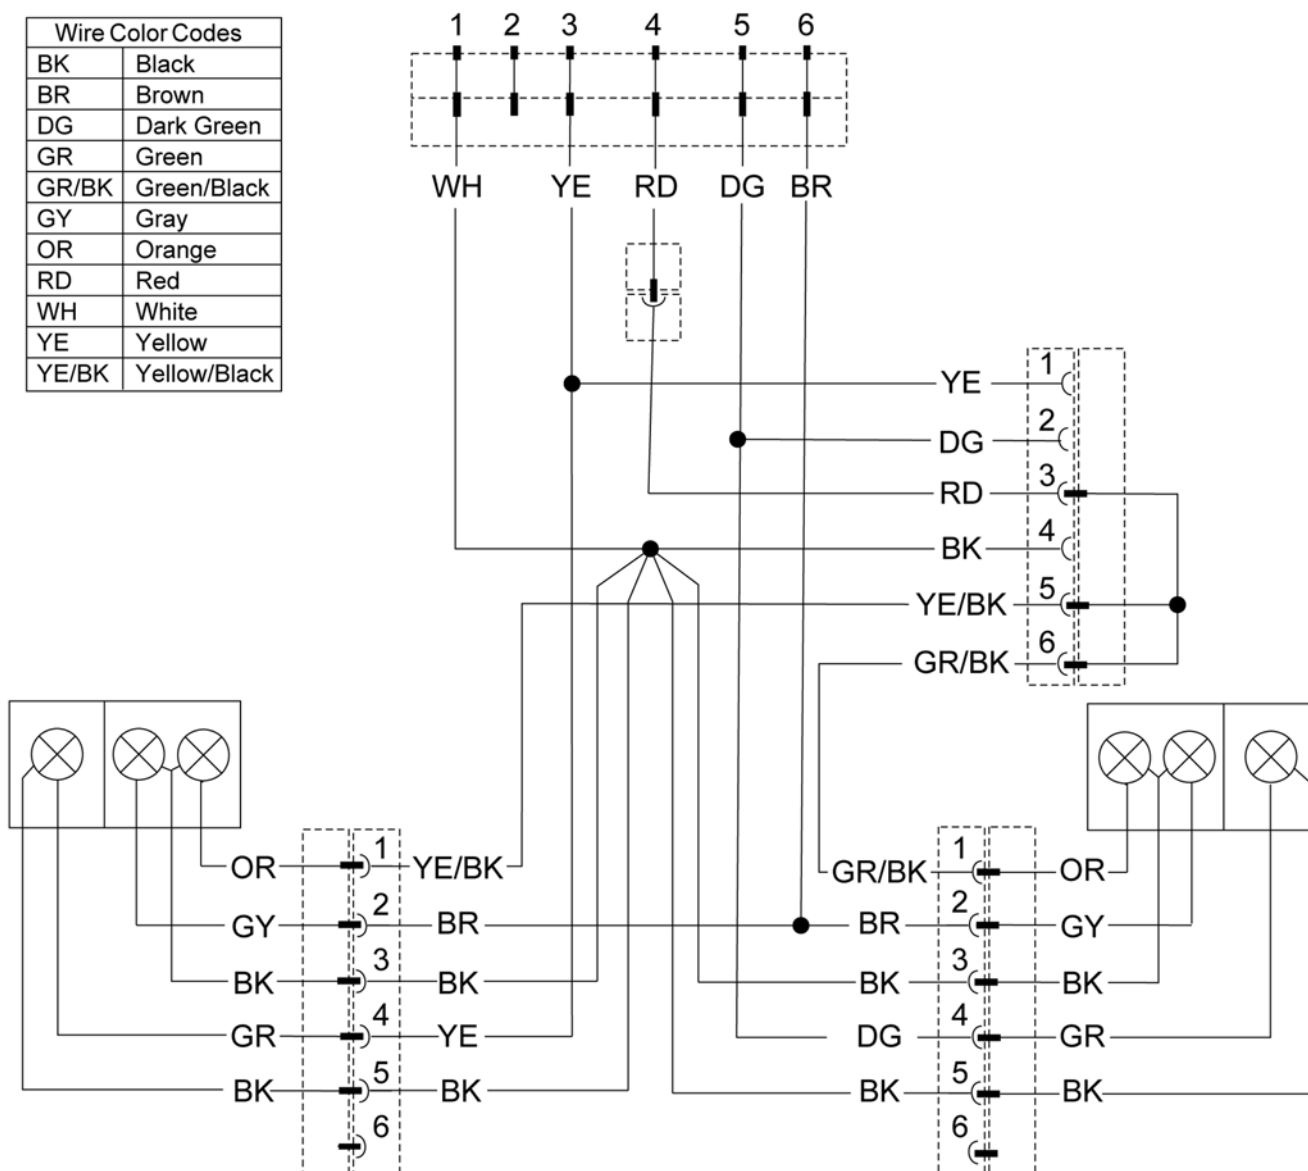 Wire Color Codes
BK Black
BR Brown
DG Dark Green
GR Green
GR/BK Green/Black
GY Gray
OR Orange
RD Red
WH White
YE Yellow
YE/BK Yellow/Black
1 2 3 4 5 6
WH YE RD DG BR
YE 1
DG 2
RD 3
BK 4
YE/BK 5
GR/BK 6
OR 1 YE/BK
GY 2 BR
BK 3 BK
GR 4 YE
BK 5 BK
6
GR/BK 1 OR
BR 2 GY
BK 3 BK
DG 4 GR
BK 5 BK
6